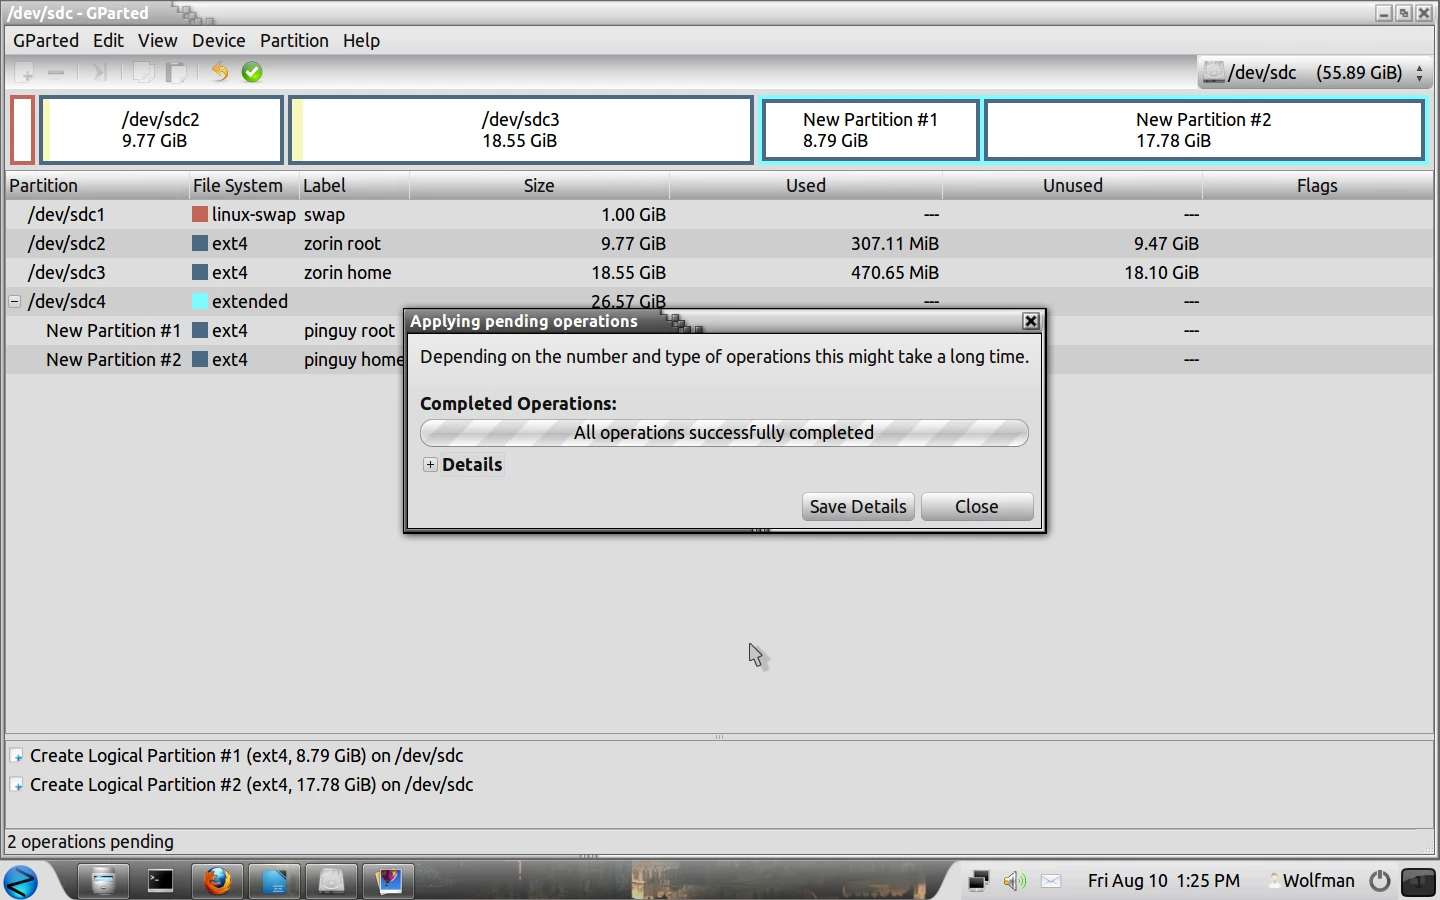 /dev/sdc - GParted
GParted Edit View Device Partition Help
/dev/sdc (55.89 GiB)
/dev/sdc2
9.77 GiB
/dev/sdc3
18.55 GiB
New Partition #1
8.79 GiB
New Partition #2
17.78 GiB
Partition File System Label Size Used Unused Flags
/dev/sdc1 linux-swap swap 1.00 GiB --- ---
/dev/sdc2 ext4 zorin root 9.77 GiB 307.11 MiB 9.47 GiB
/dev/sdc3 ext4 zorin home 18.55 GiB 470.65 MiB 18.10 GiB
/dev/sdc4 extended 26.57 GiB --- ---
New Partition #1 ext4 pinguy root ---
New Partition #2 ext4 pinguy home ---
Applying pending operations
Depending on the number and type of operations this might take a long time.
Completed Operations:
All operations successfully completed
Details
Save Details Close
Create Logical Partition #1 (ext4, 8.79 GiB) on /dev/sdc
Create Logical Partition #2 (ext4, 17.78 GiB) on /dev/sdc
2 operations pending
Fri Aug 10 1:25 PM Wolfman